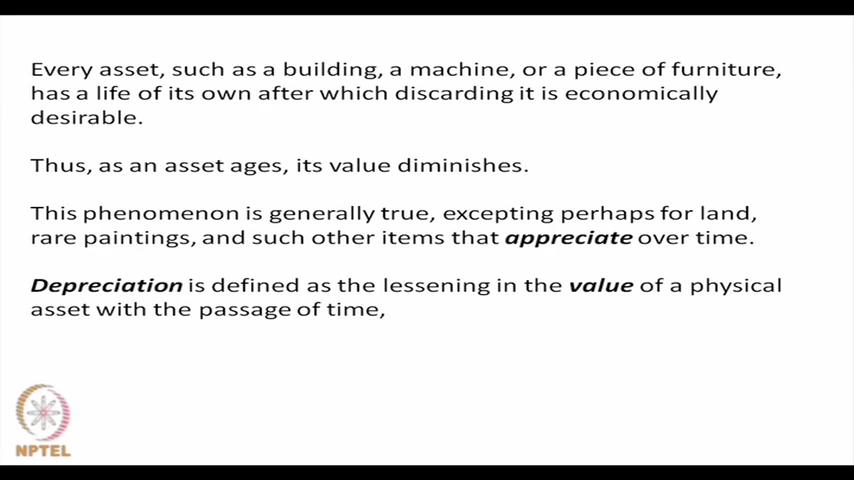 Every asset, such as a building, a machine, or a piece of furniture,
has a life of its own after which discarding it is economically
desirable.
Thus, as an asset ages, its value diminishes.
This phenomenon is generally true, excepting perhaps for land,
rare paintings, and such other items that appreciate over time.
Depreciation is defined as the lessening in the value of a physical
asset with the passage of time,
NPTEL